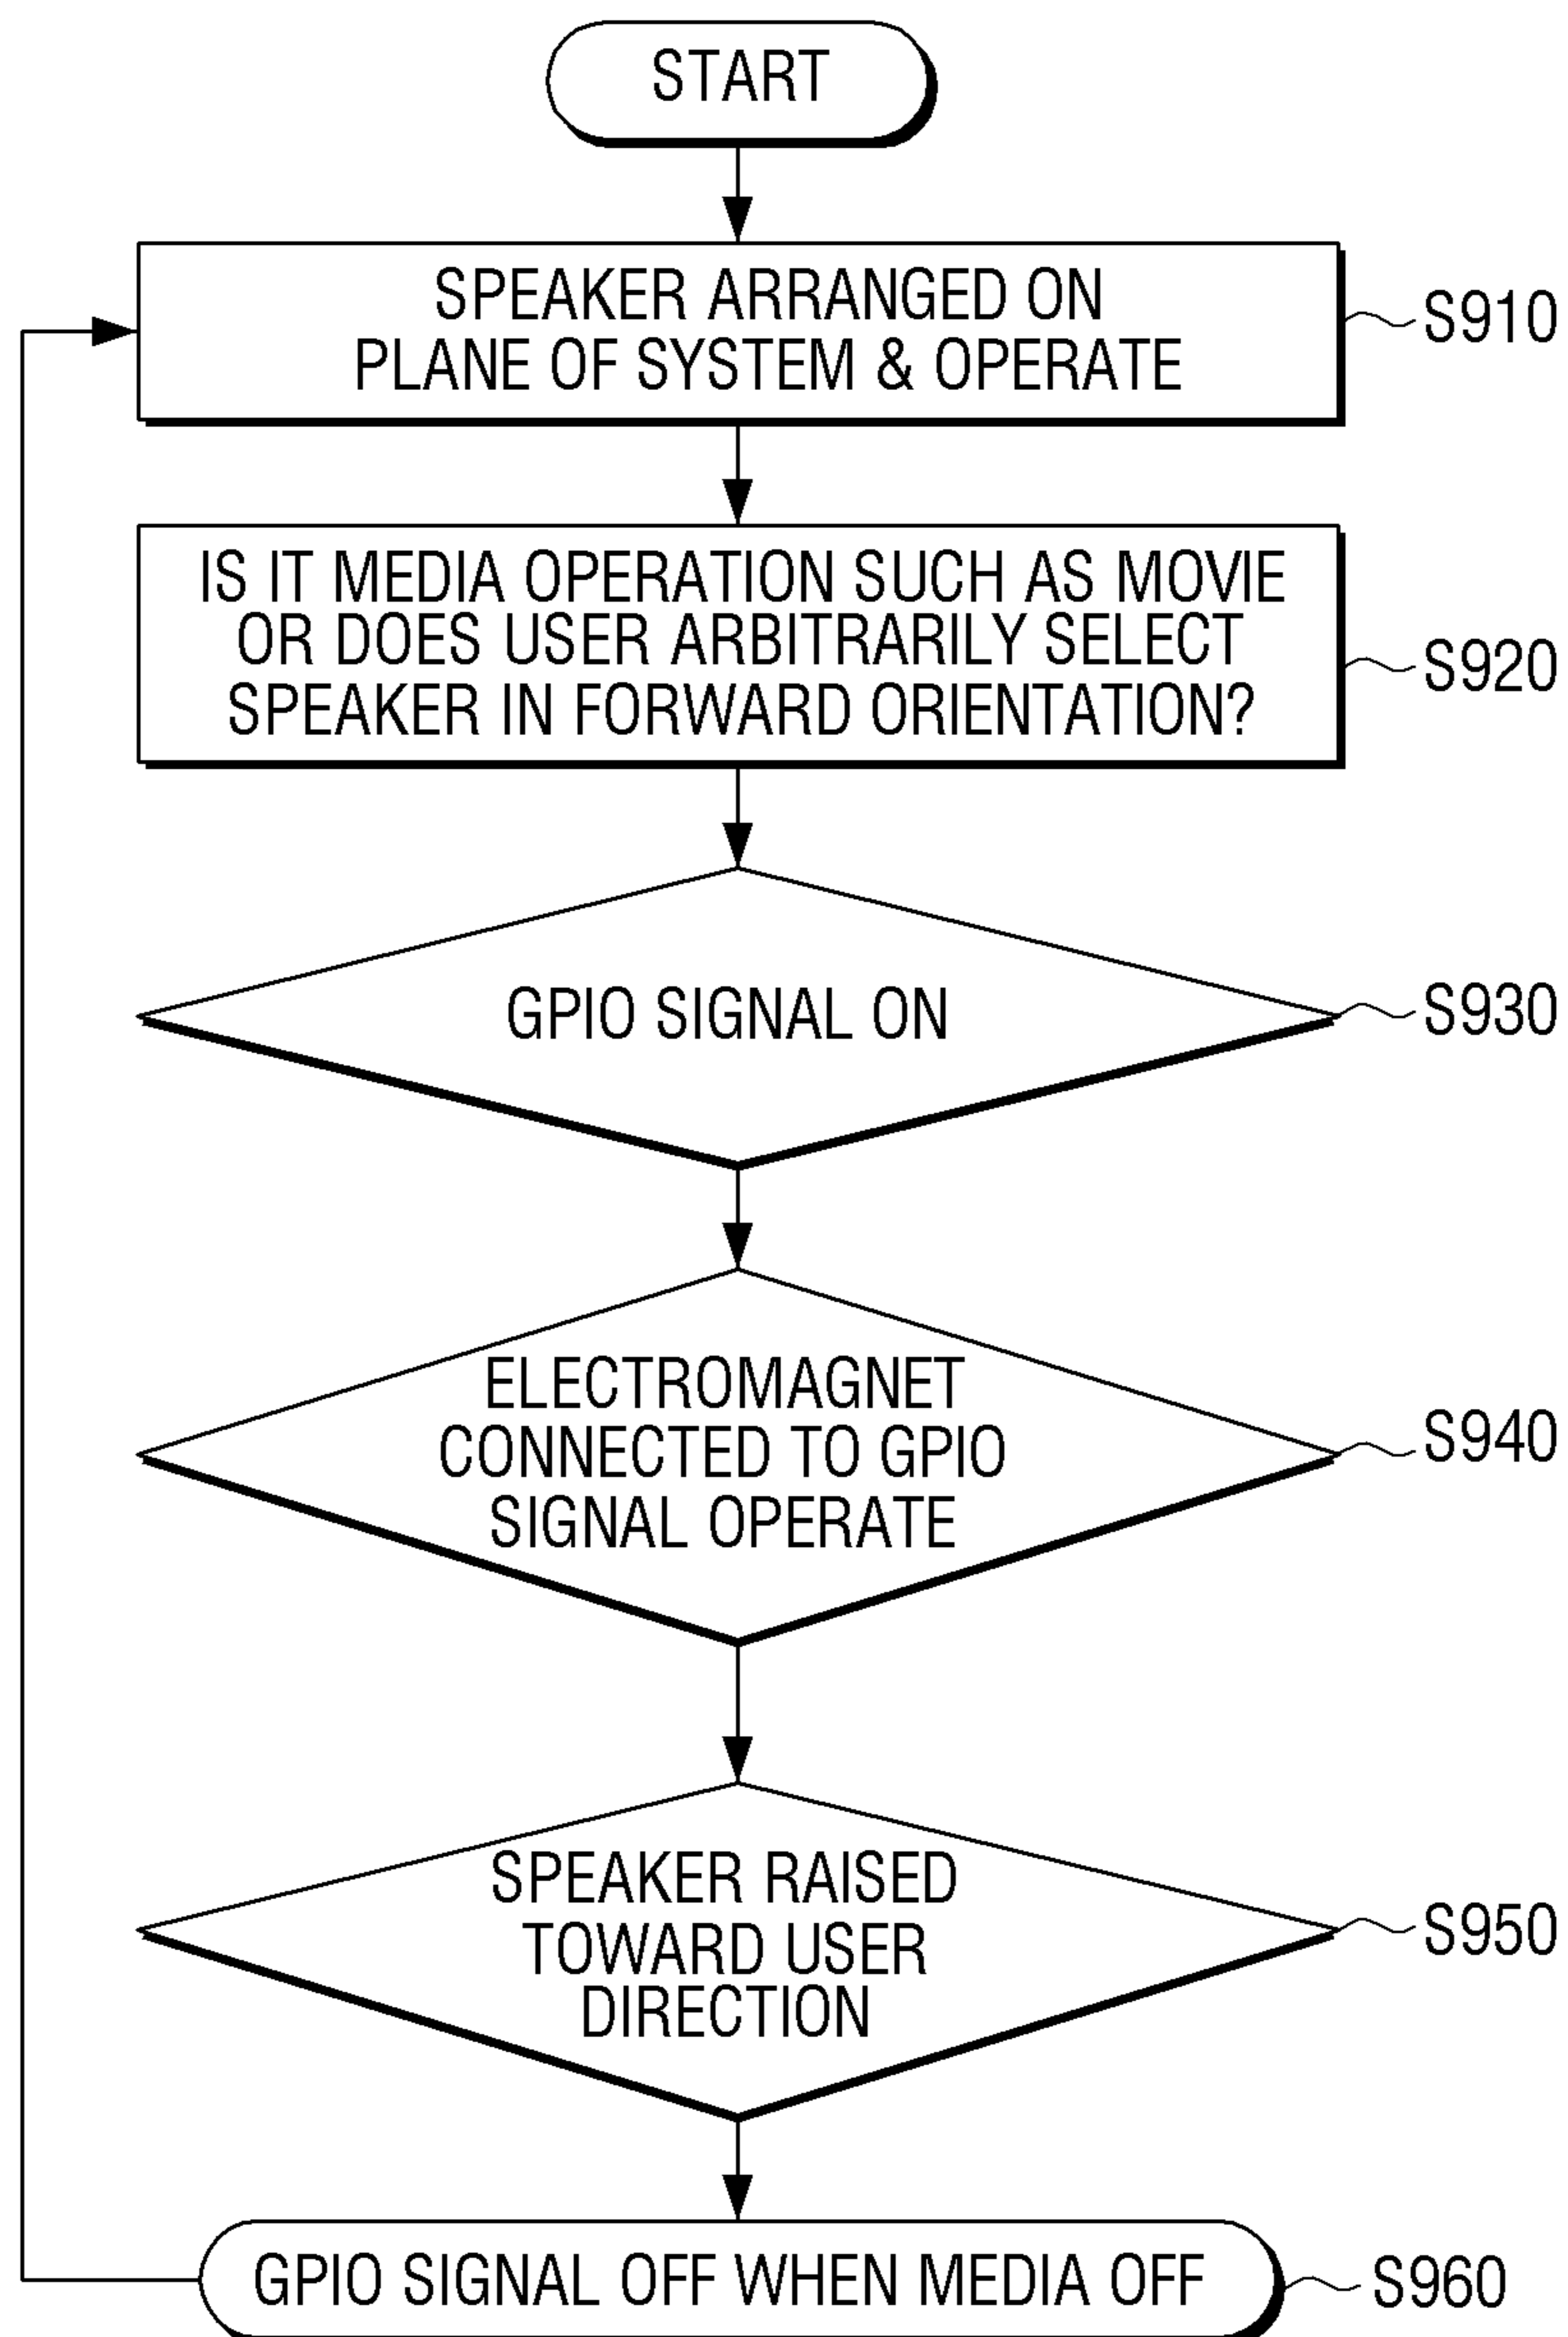 START
SPEAKER ARRANGED ON
PLANE OF SYSTEM & OPERATE
S910
IS IT MEDIA OPERATION SUCH AS MOVIE
OR DOES USER ARBITRARILY SELECT
SPEAKER IN FORWARD ORIENTATION?
S920
GPIO SIGNAL ON
S930
ELECTROMAGNET
CONNECTED TO GPIO
SIGNAL OPERATE
S940
SPEAKER RAISED
TOWARD USER
DIRECTION
S950
GPIO SIGNAL OFF WHEN MEDIA OFF
S960